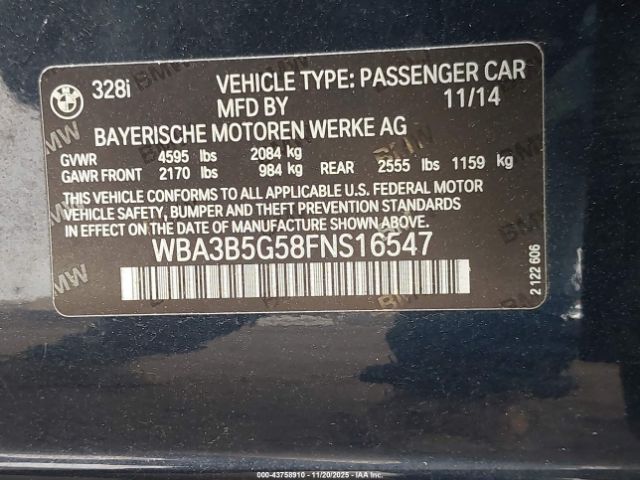 328i
VEHICLE TYPE: PASSENGER CAR
MFD BY 11/14
BAYERISCHE MOTOREN WERKE AG
GVWR 4595 lbs 2084 kg
GAWR FRONT 2170 lbs 984 kg REAR 2555 lbs 1159 kg
THIS VEHICLE CONFORMS TO ALL APPLICABLE U.S. FEDERAL MOTOR
VEHICLE SAFETY, BUMPER AND THEFT PREVENTION STANDARDS
IN EFFECT ON THE DATE OF MANUFACTURE SHOWN ABOVE.
WBA3B5G58FNS16547
2 122 606
© IAA 000-43758910 - 11/20/2025 - IAAI.COM